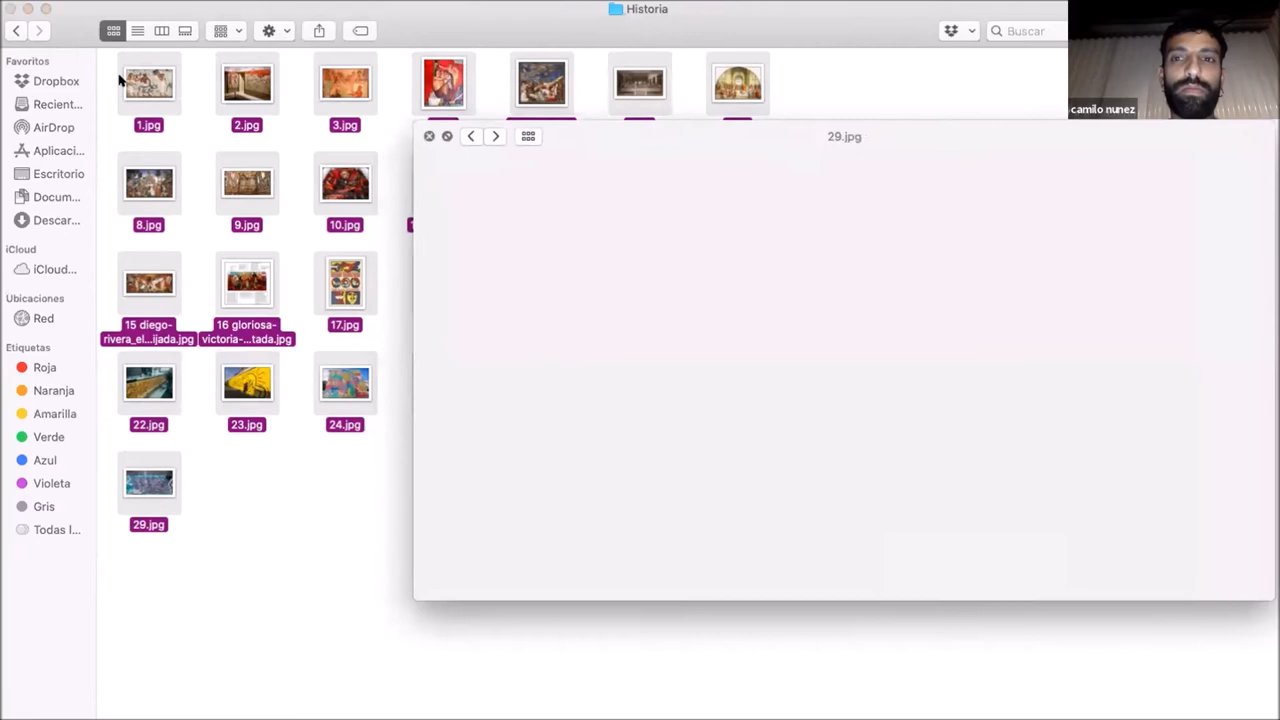 Historia
Buscar
Favoritos
Dropbox
Recient...
AirDrop
Aplicaci...
Escritorio
Docum...
Descar...
iCloud
iCloud...
Ubicaciones
Red
Etiquetas
Roja
Naranja
Amarilla
Verde
Azul
Violeta
Gris
Todas l...
1.jpg
2.jpg
3.jpg
8.jpg
9.jpg
10.jpg
15 diego-
rivera_el...ijada.jpg
16 gloriosa-
victoria-...tada.jpg
17.jpg
22.jpg
23.jpg
24.jpg
29.jpg
29.jpg
camilo nunez